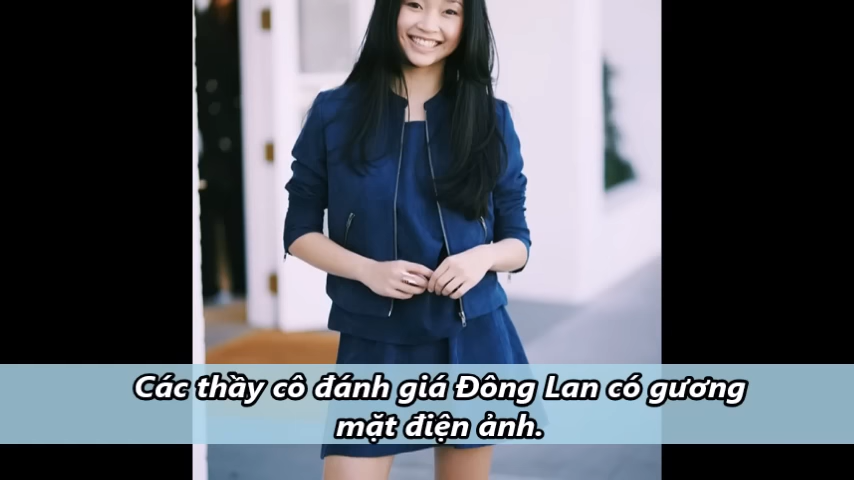 Các thầy cô đánh giá Đông Lan có gương
mặt điện ảnh.